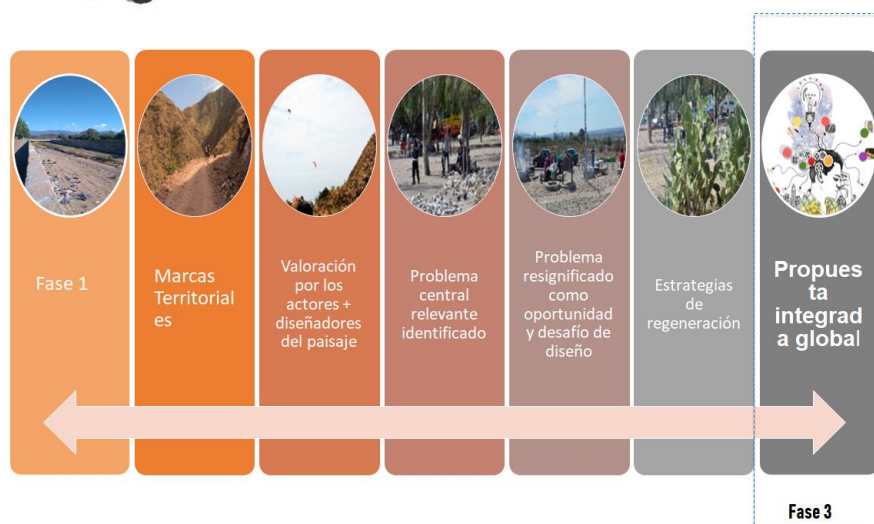 Fase 1
Marcas
Territorial
es
Valoración
por los
actores +
diseñadores
del paisaje
Problema
central
relevante
identificado
Problema
resignificado
como
oportunidad
y desafío de
diseño
Estrategias
de
regeneración
Propues
ta
integrad
a global
Fase 3